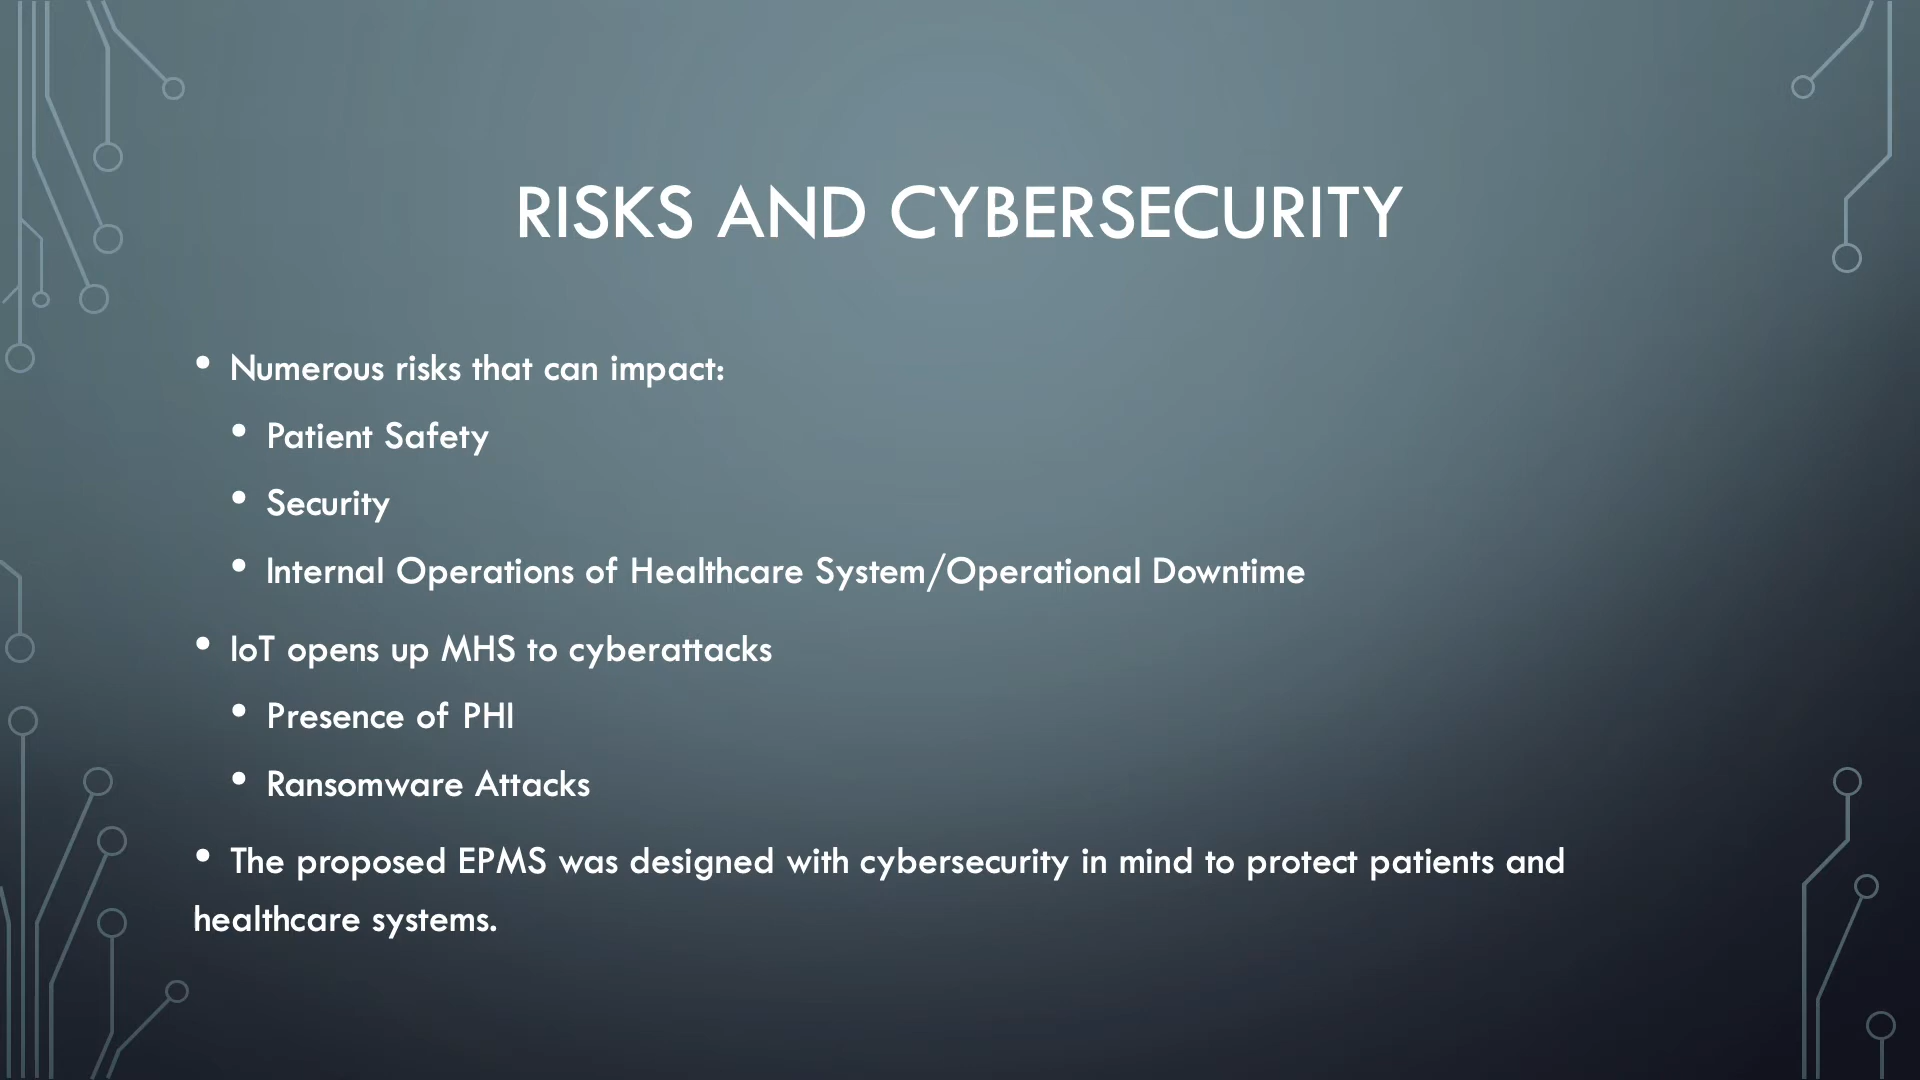 RISKS AND CYBERSECURITY
• Numerous risks that can impact:
• Patient Safety
• Security
• Internal Operations of Healthcare System/Operational Downtime
• IoT opens up MHS to cyberattacks
• Presence of PHI
• Ransomware Attacks
• The proposed EPMS was designed with cybersecurity in mind to protect patients and
healthcare systems.